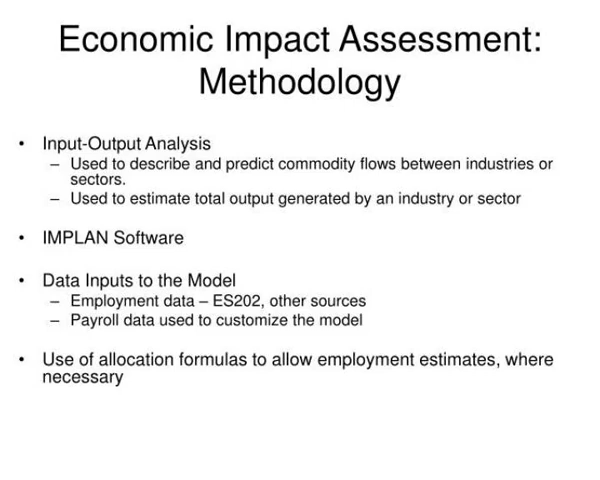 Economic Impact Assessment:
Methodology
• Input-Output Analysis
– Used to describe and predict commodity flows between industries or
sectors.
– Used to estimate total output generated by an industry or sector
• IMPLAN Software
• Data Inputs to the Model
– Employment data – ES202, other sources
– Payroll data used to customize the model
• Use of allocation formulas to allow employment estimates, where
necessary